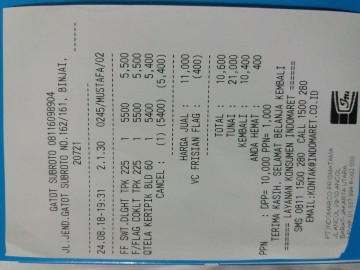 GATOT SUBROTO 08116098904
JL.JEND.GATOT SUBROTO NO.162/161, BINJAI,
20721
24.08.18-19:31 2.1.30 0245/MUSTAFA/02
FF SWT.DLGHT TPK 225 1 5500 5,500
F/FLAG COKLT TPK 225 1 5500 5,500
QTELA KERIPIK BLD 60 1 5400 5,400
CANCEL : (1) (5400) (5,400)
HARGA JUAL : 11,000
VC FRISIAN FLAG : (400)
TOTAL : 10,600
TUNAI : 21,000
KEMBALI : 10,400
ANDA HEMAT : 400
PPN : DPP= 10,000 PPN= 1,000
TERIMA KASIH. SELAMAT BELANJA KEMBALI
===== LAYANAN KONSUMEN INDOMARET =====
SMS 0811 1500 280 CALL 1500 280
EMAIL:KONTAK@INDOMARET.CO.ID
PT INDOMARCO PRISMATAMA